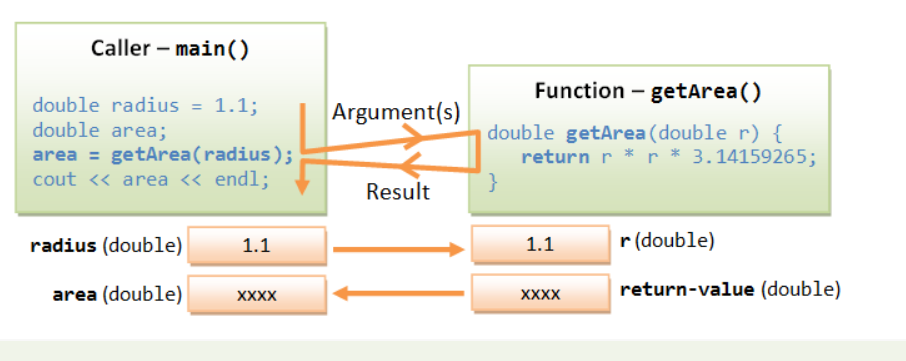 Caller – main()
double radius = 1.1;
double area;
area = getArea(radius);
cout << area << endl;
Argument(s)
Result
Function – getArea()
double getArea(double r) {
return r * r * 3.14159265;
}
radius (double) 1.1 1.1 r (double)
area (double) xxxx xxxx return-value (double)